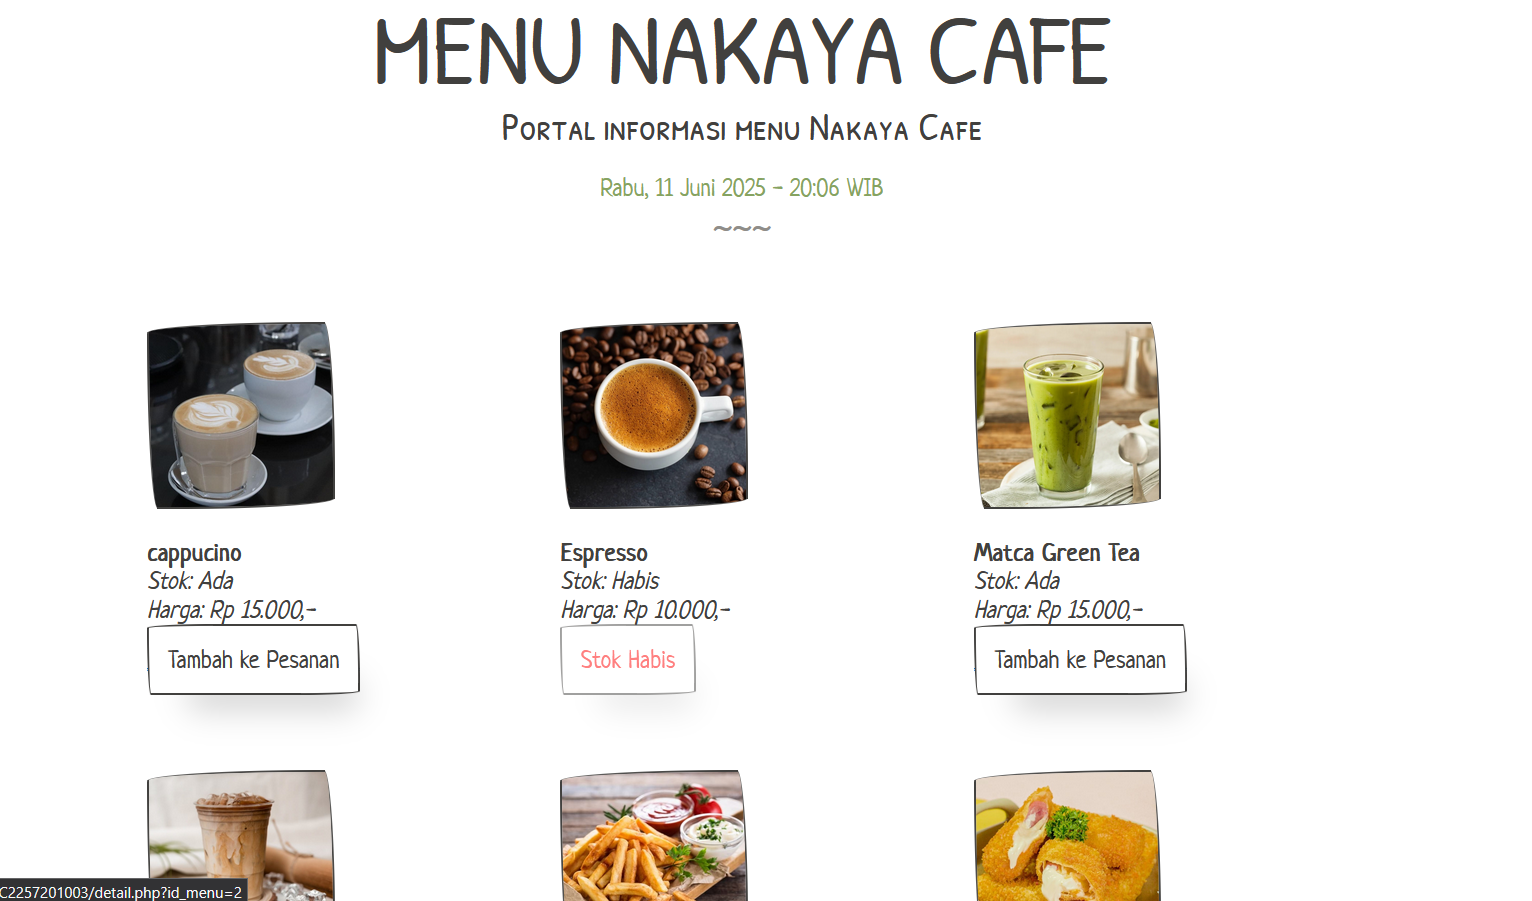 MENU NAKAYA CAFE
Portal informasi menu Nakaya Cafe
Rabu, 11 Juni 2025 - 20:06 WIB
~~~
cappucino
Stok: Ada
Harga: Rp 15.000,-
Tambah ke Pesanan
Espresso
Stok: Habis
Harga: Rp 10.000,-
Stok Habis
Matca Green Tea
Stok: Ada
Harga: Rp 15.000,-
Tambah ke Pesanan
C2257201003/detail.php?id_menu=2